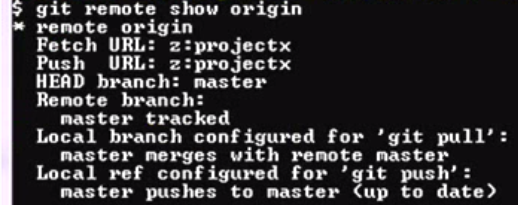 $ git remote show origin
* remote origin
Fetch URL: z:projectx
Push URL: z:projectx
HEAD branch: master
Remote branch:
master tracked
Local branch configured for 'git pull':
master merges with remote master
Local ref configured for 'git push':
master pushes to master (up to date)